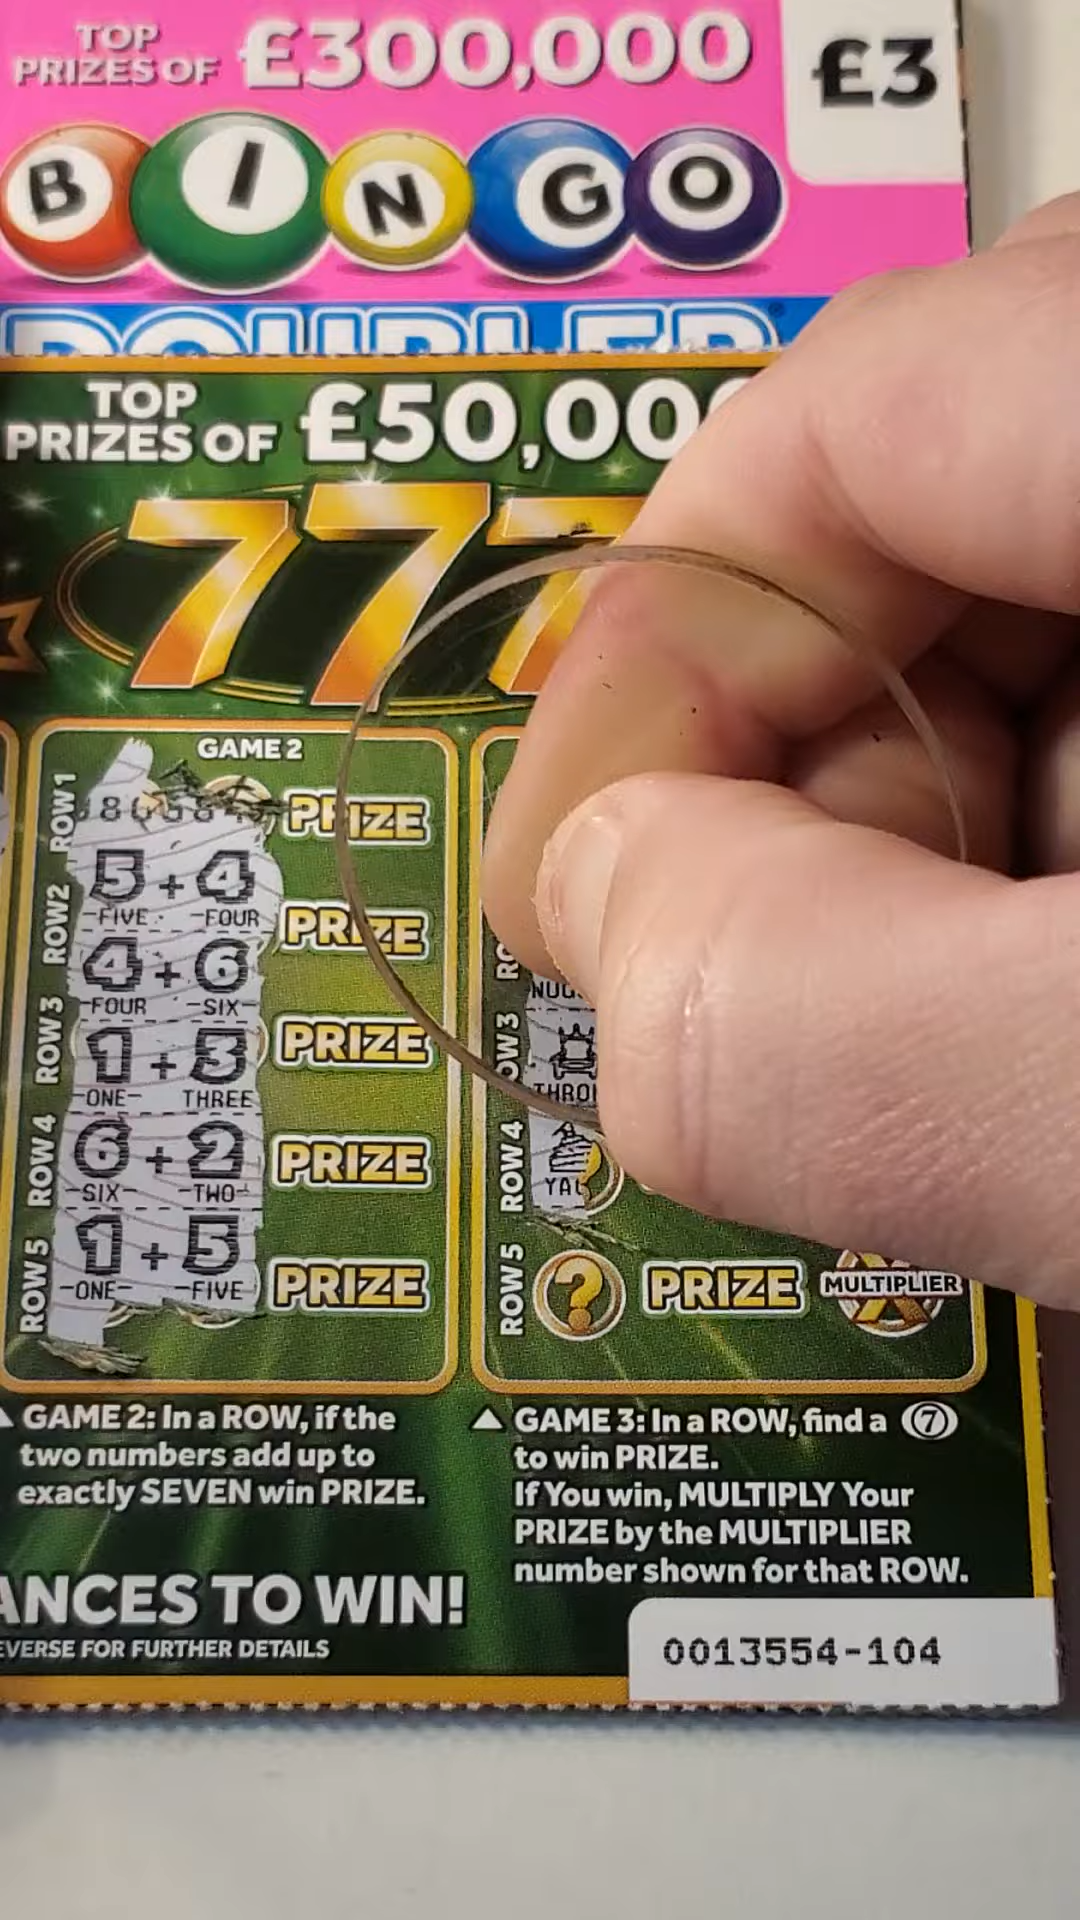 TOP
PRIZES OF £300,000
£3
BINGO
DOUBLER
TOP
PRIZES OF £50,00
777
GAME 2
ROW 1
PRIZE
5 + 4
FIVE FOUR
ROW 2
PRIZE
4 + 6
FOUR SIX
ROW 3
PRIZE
1 + 3
ONE THREE
ROW 4
PRIZE
6 + 2
SIX TWO
ROW 5
PRIZE
1 + 5
ONE FIVE
ROW 3
ROW 4
ROW 5
?
PRIZE
MULTIPLIER
GAME 2: In a ROW, if the
two numbers add up to
exactly SEVEN win PRIZE.
GAME 3: In a ROW, find a 7
to win PRIZE.
If You win, MULTIPLY Your
PRIZE by the MULTIPLIER
number shown for that ROW.
ANCES TO WIN!
EVERSE FOR FURTHER DETAILS
0013554-104